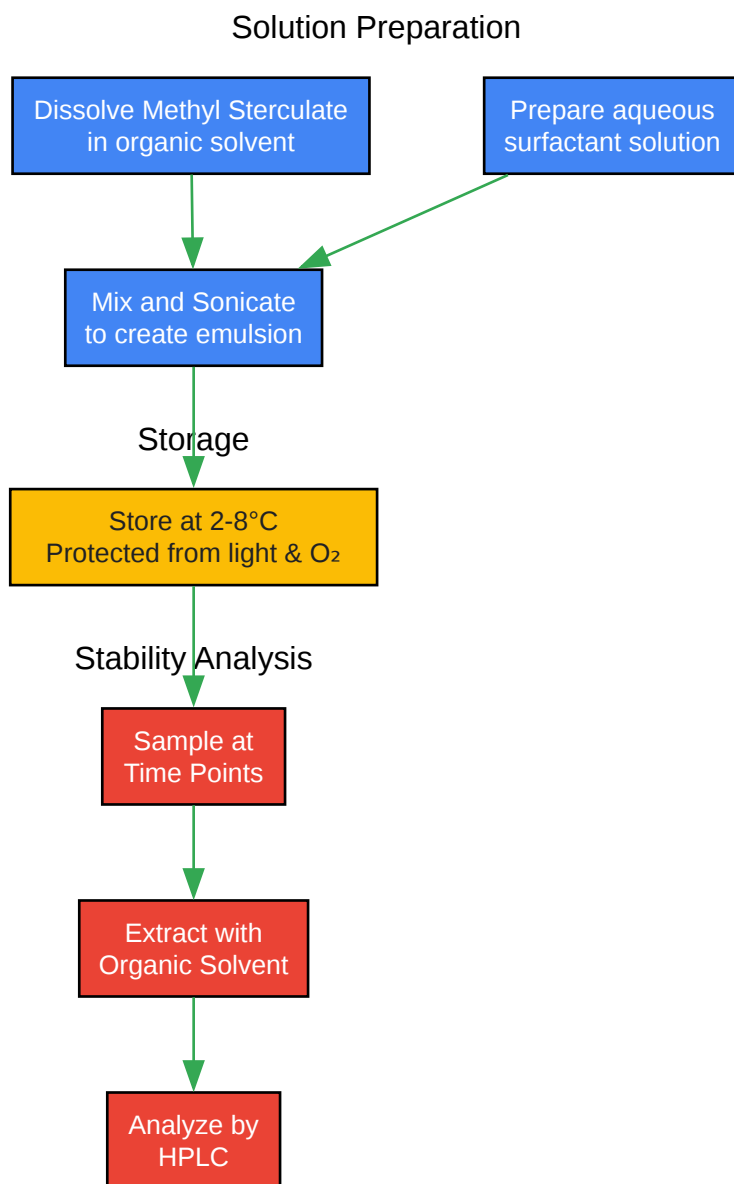 Solution Preparation
Dissolve Methyl Sterculate
in organic solvent
Prepare aqueous
surfactant solution
Mix and Sonicate
to create emulsion
Storage
Store at 2-8°C
Protected from light & O₂
Stability Analysis
Sample at
Time Points
Extract with
Organic Solvent
Analyze by
HPLC